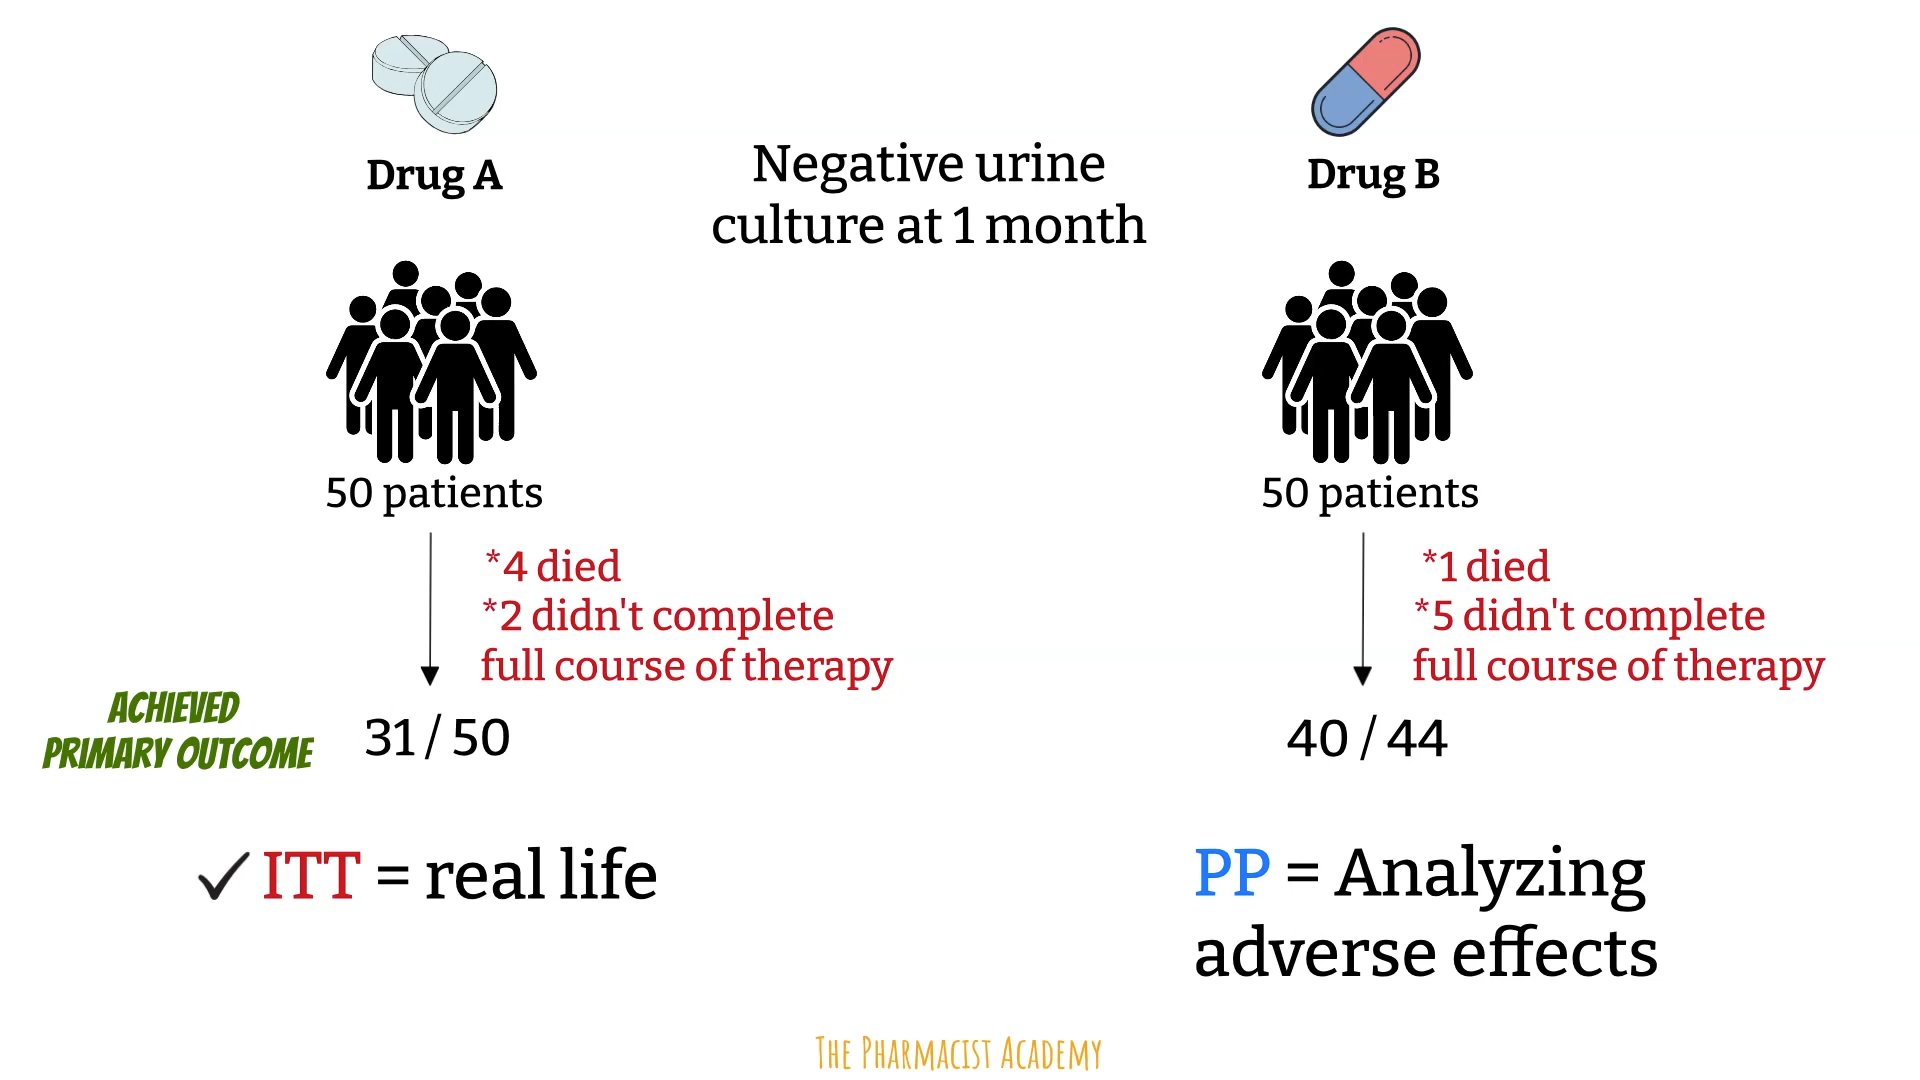 Drug A
Negative urine
culture at 1 month
Drug B
50 patients
50 patients
*4 died
*2 didn't complete
full course of therapy
*1 died
*5 didn't complete
full course of therapy
ACHIEVED
PRIMARY OUTCOME
31 / 50
40 / 44
✓ ITT = real life
PP = Analyzing
adverse effects
THE PHARMACIST ACADEMY